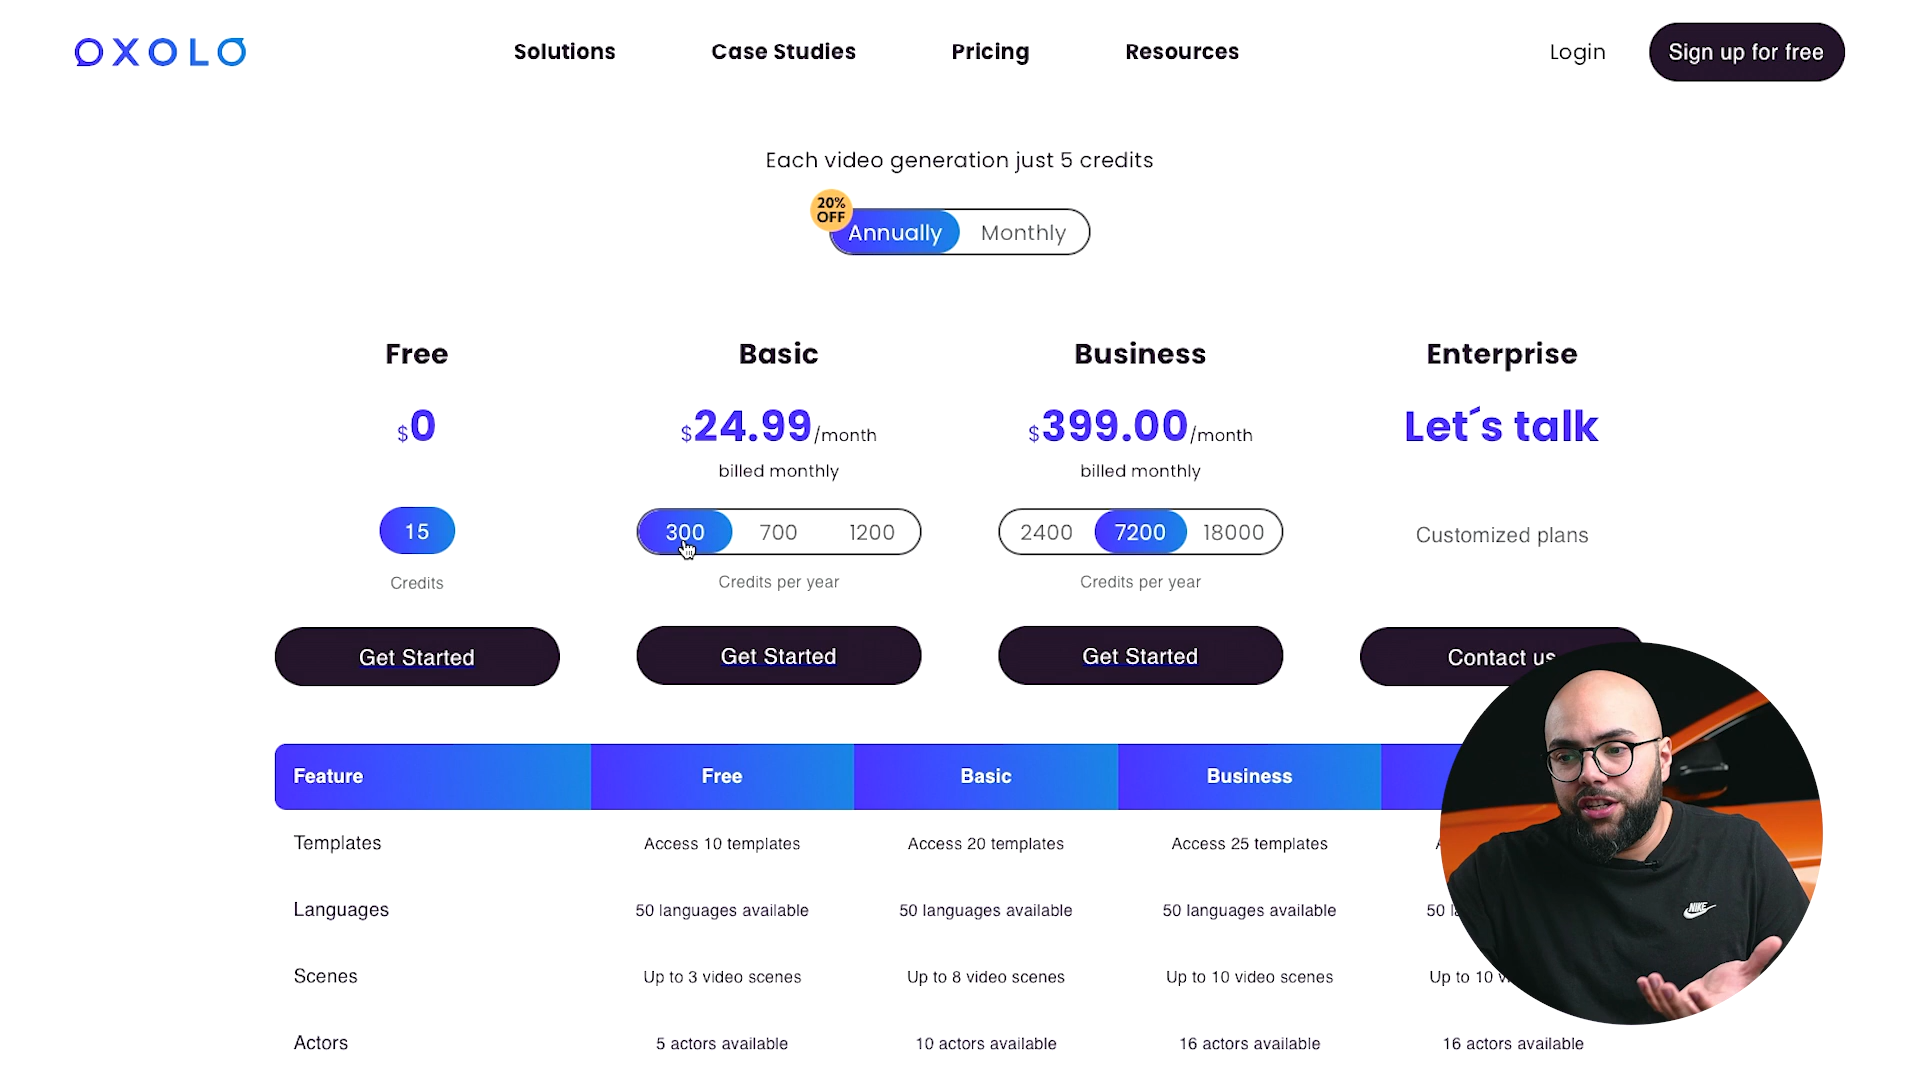 OXOLO
Solutions
Case Studies
Pricing
Resources
Login
Sign up for free
Each video generation just 5 credits
20%
OFF
Annually
Monthly
Free
$0
15
Credits
Get Started
Basic
$24.99/month
billed monthly
300 700 1200
Credits per year
Get Started
Business
$399.00/month
billed monthly
2400 7200 18000
Credits per year
Get Started
Enterprise
Let´s talk
Customized plans
Contact us
Feature Free Basic Business
Templates Access 10 templates Access 20 templates Access 25 templates
Languages 50 languages available 50 languages available 50 languages available 50
Scenes Up to 3 video scenes Up to 8 video scenes Up to 10 video scenes Up to 10
Actors 5 actors available 10 actors available 16 actors available 16 actors available
NIKE